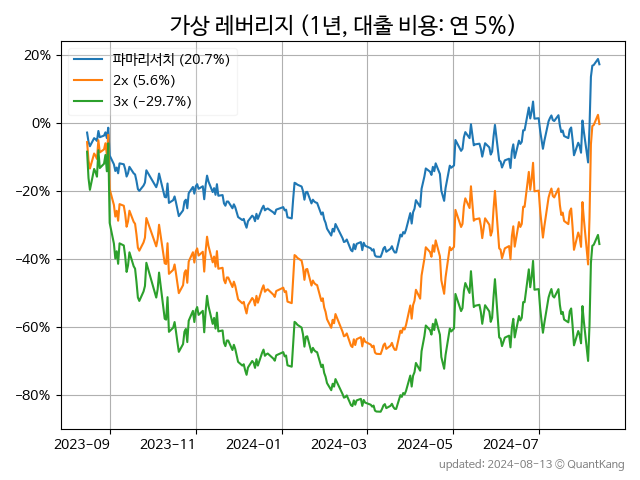 가상 레버리지 (1년, 대출 비용: 연 5%)
파마리서치 (20.7%)
2x (5.6%)
3x (−29.7%)
20%
0%
−20%
−40%
−60%
−80%
2023-09 2023-11 2024-01 2024-03 2024-05 2024-07
updated: 2024-08-13 © QuantKang